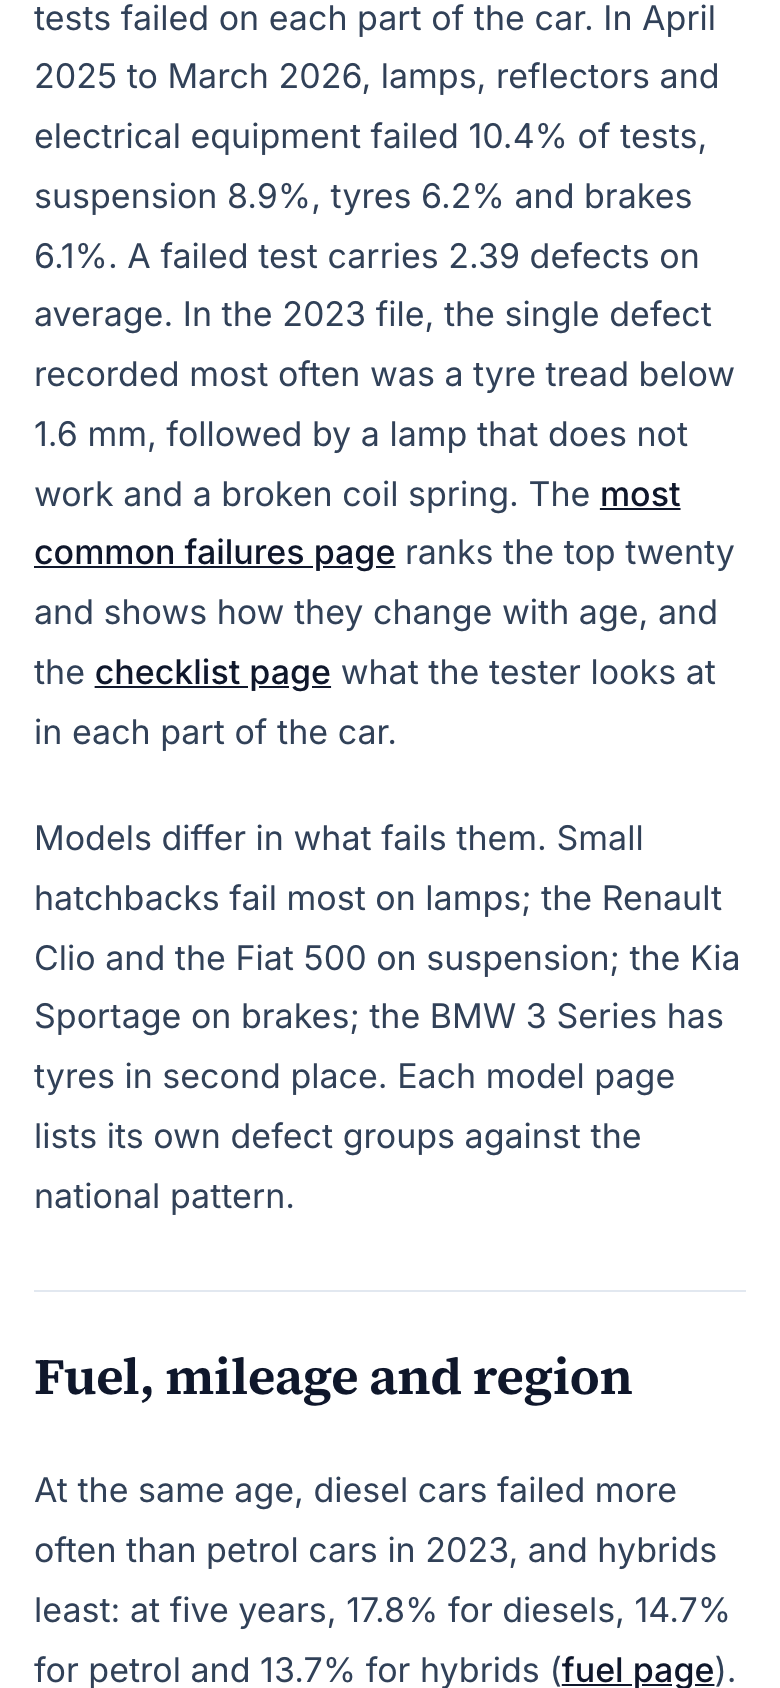 tests failed on each part of the car. In April
2025 to March 2026, lamps, reflectors and
electrical equipment failed 10.4% of tests,
suspension 8.9%, tyres 6.2% and brakes
6.1%. A failed test carries 2.39 defects on
average. In the 2023 file, the single defect
recorded most often was a tyre tread below
1.6 mm, followed by a lamp that does not
work and a broken coil spring. The most
common failures page ranks the top twenty
and shows how they change with age, and
the checklist page what the tester looks at
in each part of the car.
Models differ in what fails them. Small
hatchbacks fail most on lamps; the Renault
Clio and the Fiat 500 on suspension; the Kia
Sportage on brakes; the BMW 3 Series has
tyres in second place. Each model page
lists its own defect groups against the
national pattern.
Fuel, mileage and region
At the same age, diesel cars failed more
often than petrol cars in 2023, and hybrids
least: at five years, 17.8% for diesels, 14.7%
for petrol and 13.7% for hybrids (fuel page).